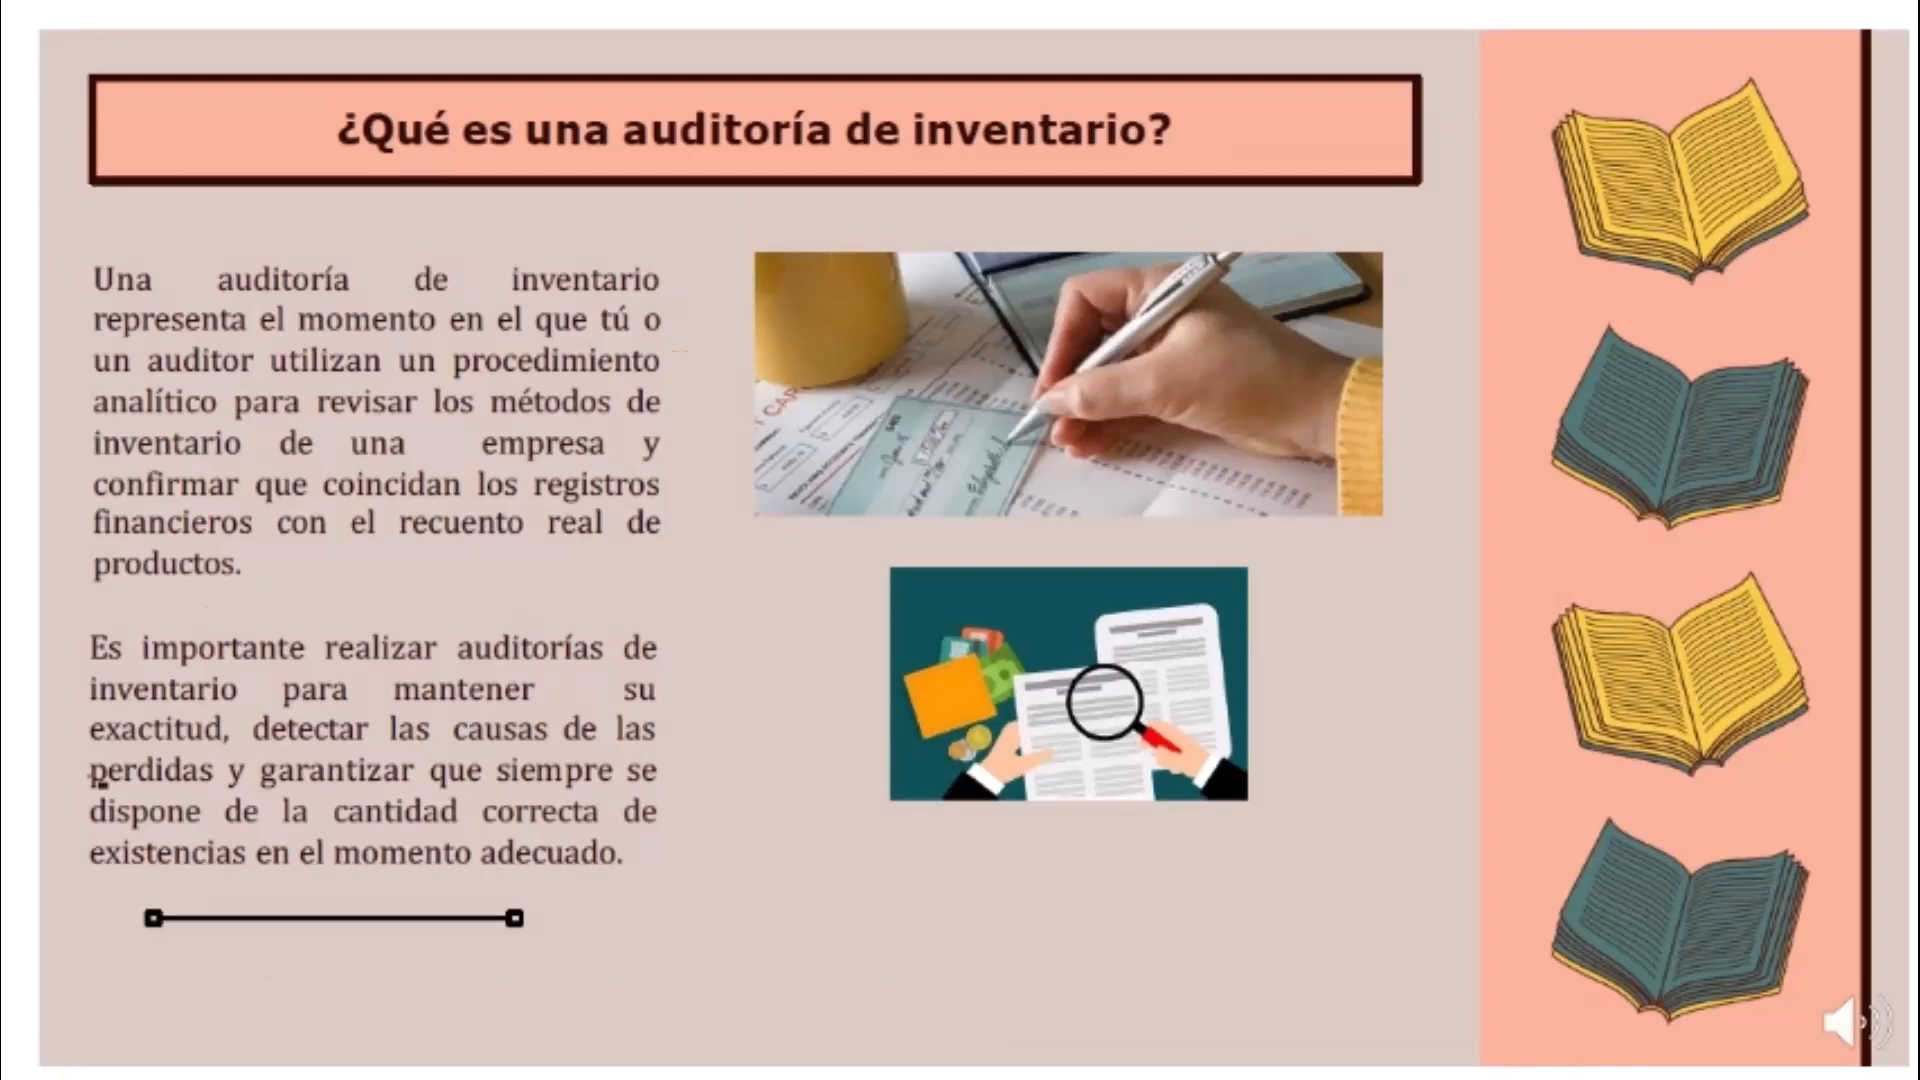 ¿Qué es una auditoría de inventario?
Una auditoría de inventario
representa el momento en el que tú o
un auditor utilizan un procedimiento
analítico para revisar los métodos de
inventario de una empresa y
confirmar que coincidan los registros
financieros con el recuento real de
productos.
Es importante realizar auditorías de
inventario para mantener su
exactitud, detectar las causas de las
perdidas y garantizar que siempre se
dispone de la cantidad correcta de
existencias en el momento adecuado.